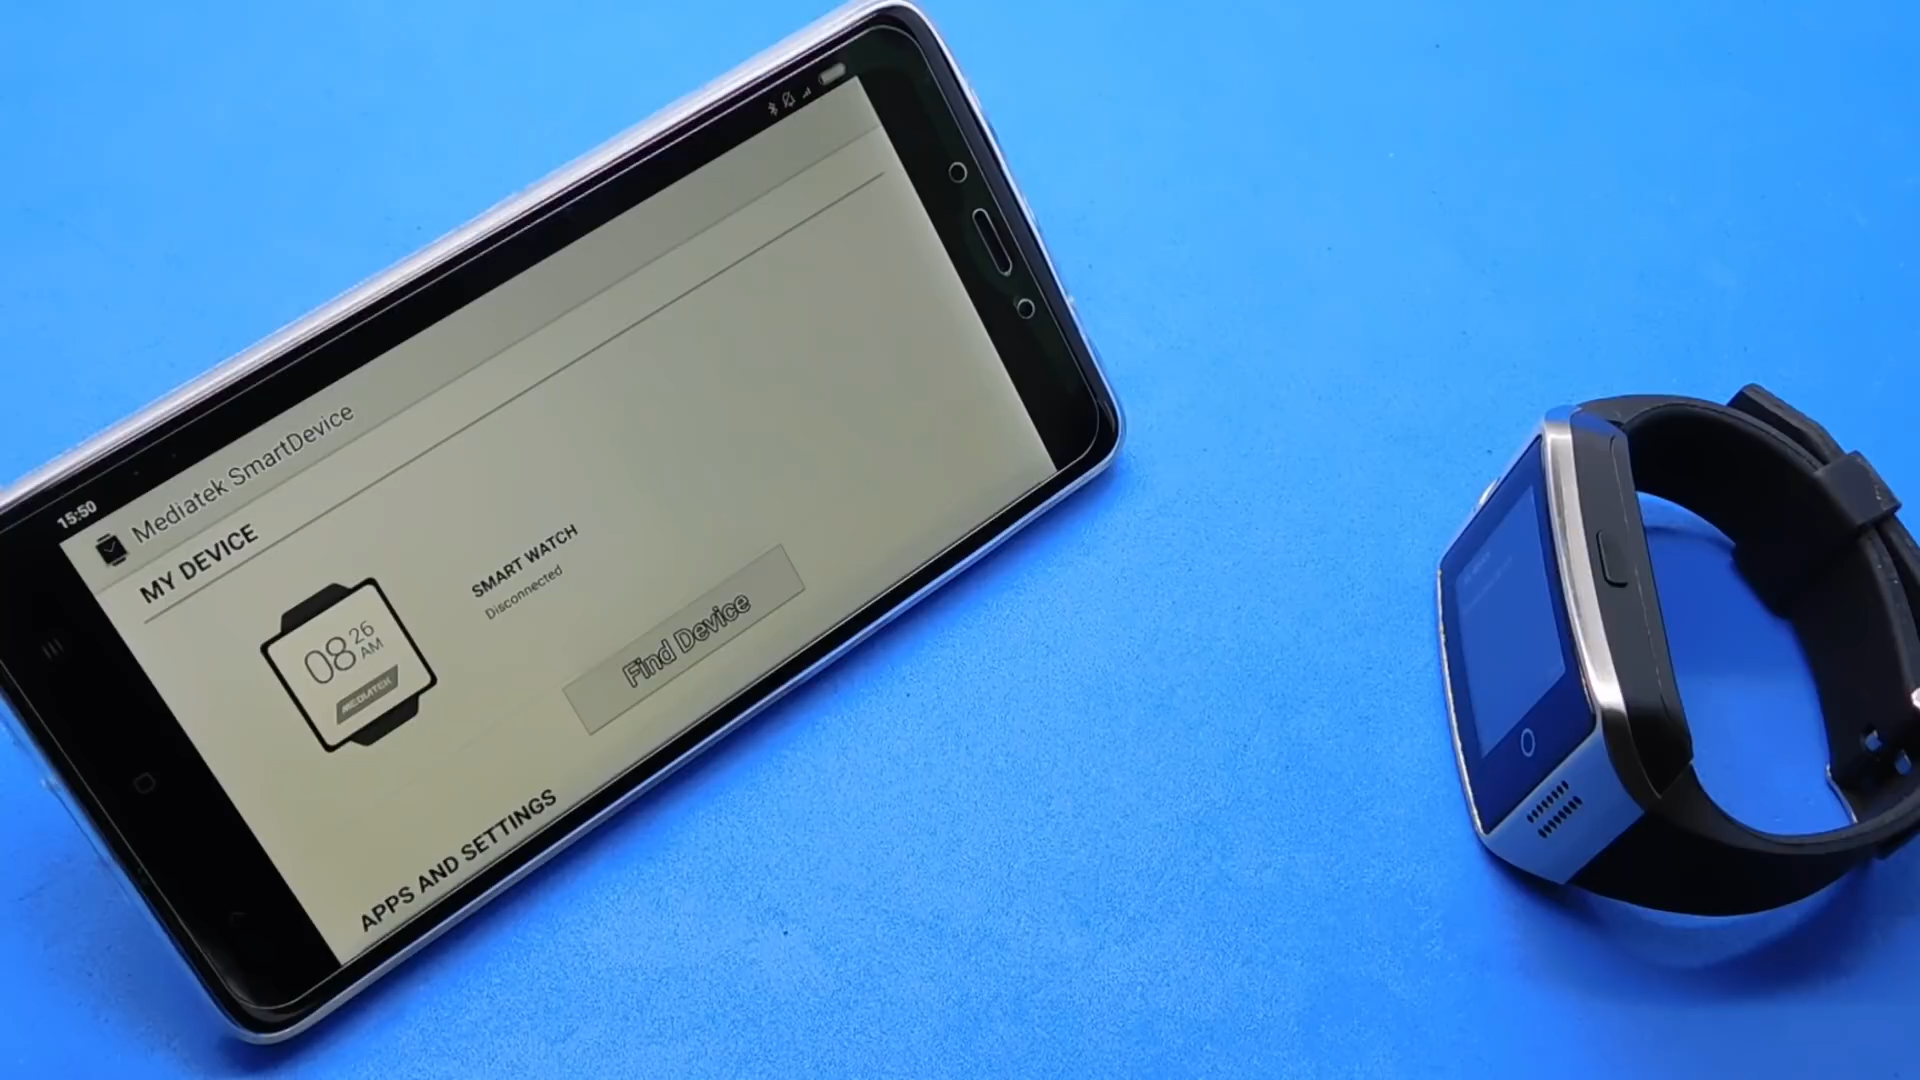 15:50
Mediatek SmartDevice
MY DEVICE
08 26
AM
MEDIATEK
SMART WATCH
Disconnected
Find Device
APPS AND SETTINGS